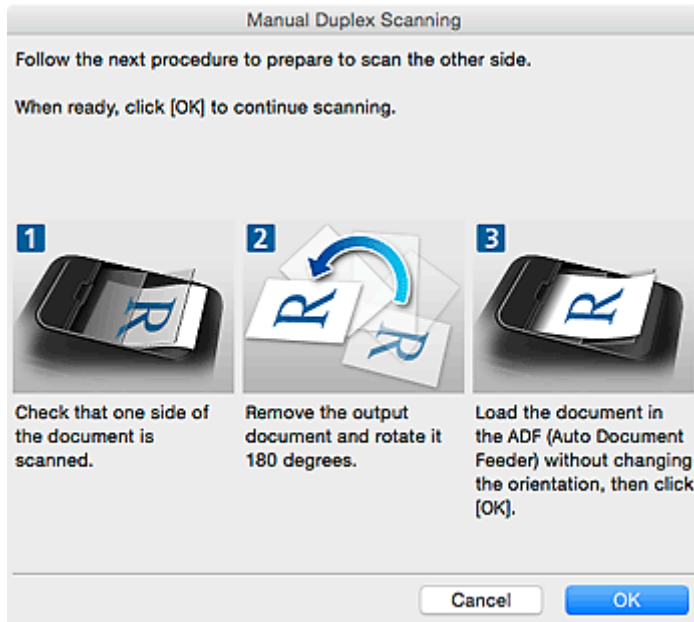 Manual Duplex Scanning
Follow the next procedure to prepare to scan the other side.
When ready, click [OK] to continue scanning.
1
R
Check that one side of
the document is
scanned.
2
R
R
Remove the output
document and rotate it
180 degrees.
3
R
Load the document in
the ADF (Auto Document
Feeder) without changing
the orientation, then click
[OK].
Cancel
OK